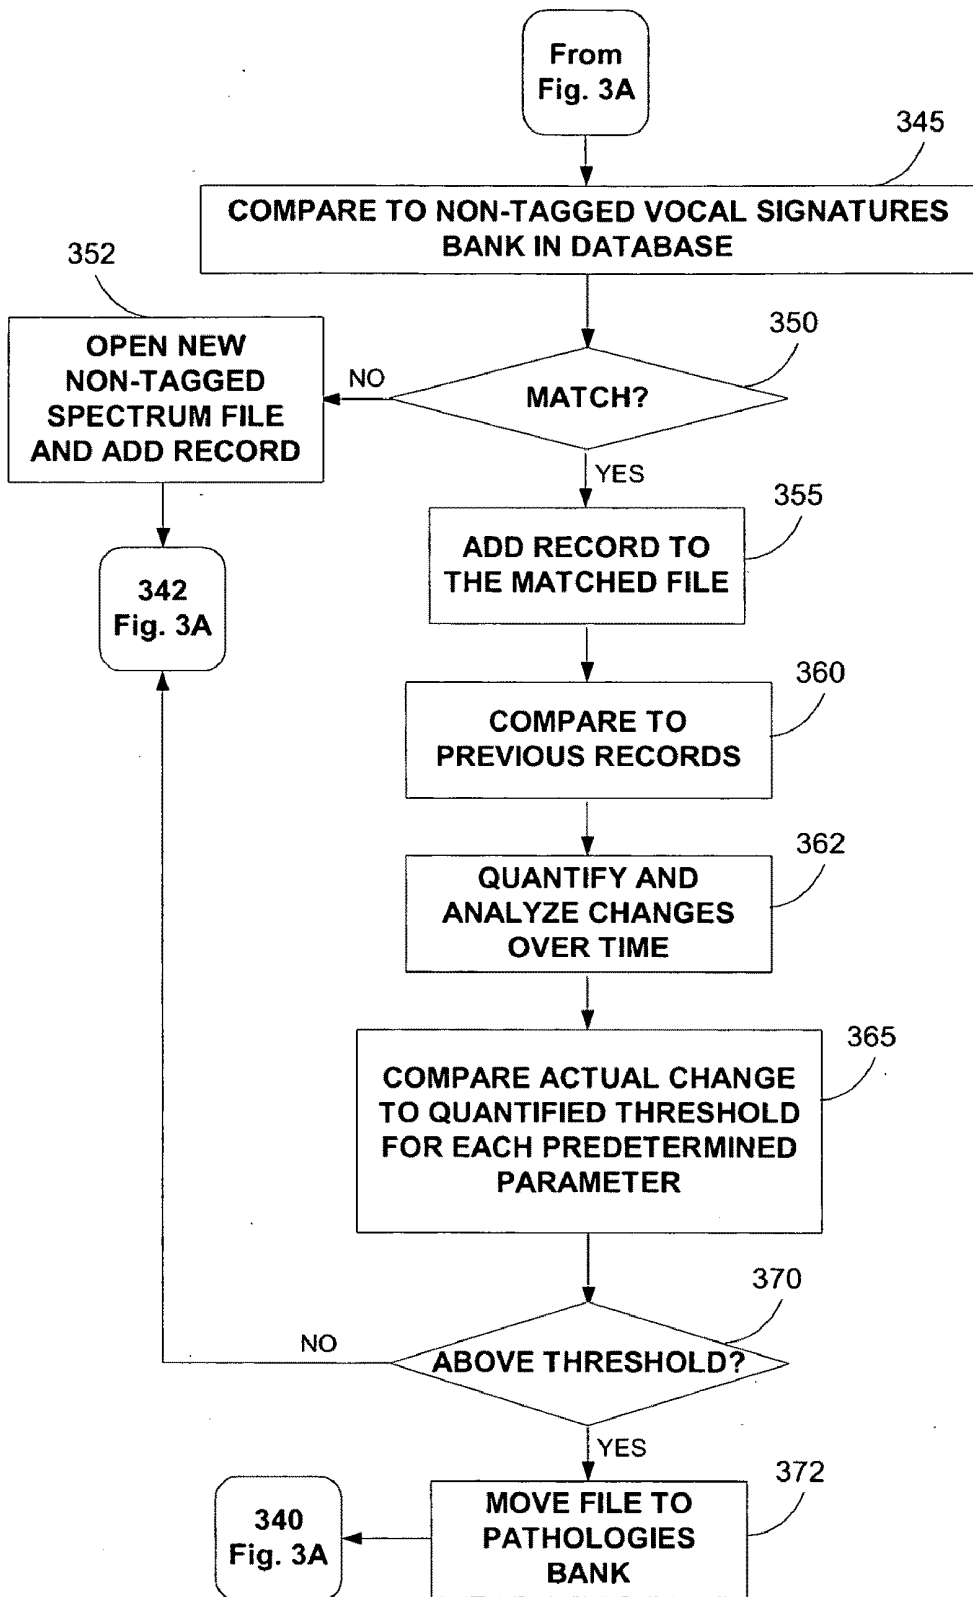 From
Fig. 3A
345
COMPARE TO NON-TAGGED VOCAL SIGNATURES
BANK IN DATABASE
352
OPEN NEW
NON-TAGGED
SPECTRUM FILE
AND ADD RECORD
350
NO
MATCH?
YES
355
ADD RECORD TO
THE MATCHED FILE
342
Fig. 3A
360
COMPARE TO
PREVIOUS RECORDS
362
QUANTIFY AND
ANALYZE CHANGES
OVER TIME
365
COMPARE ACTUAL CHANGE
TO QUANTIFIED THRESHOLD
FOR EACH PREDETERMINED
PARAMETER
370
NO
ABOVE THRESHOLD?
YES
372
MOVE FILE TO
PATHOLOGIES
BANK
340
Fig. 3A